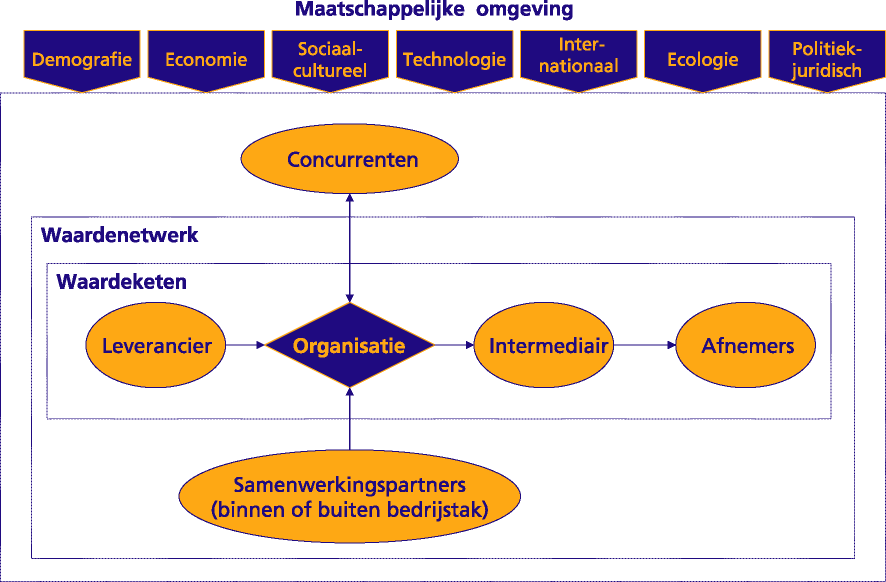 Maatschappelijke omgeving
Demografie
Economie
Sociaal-
cultureel
Technologie
Inter-
nationaal
Ecologie
Politiek-
juridisch
Concurrenten
Waardenetwerk
Waardeketen
Leverancier
Organisatie
Intermediair
Afnemers
Samenwerkingspartners
(binnen of buiten bedrijstak)